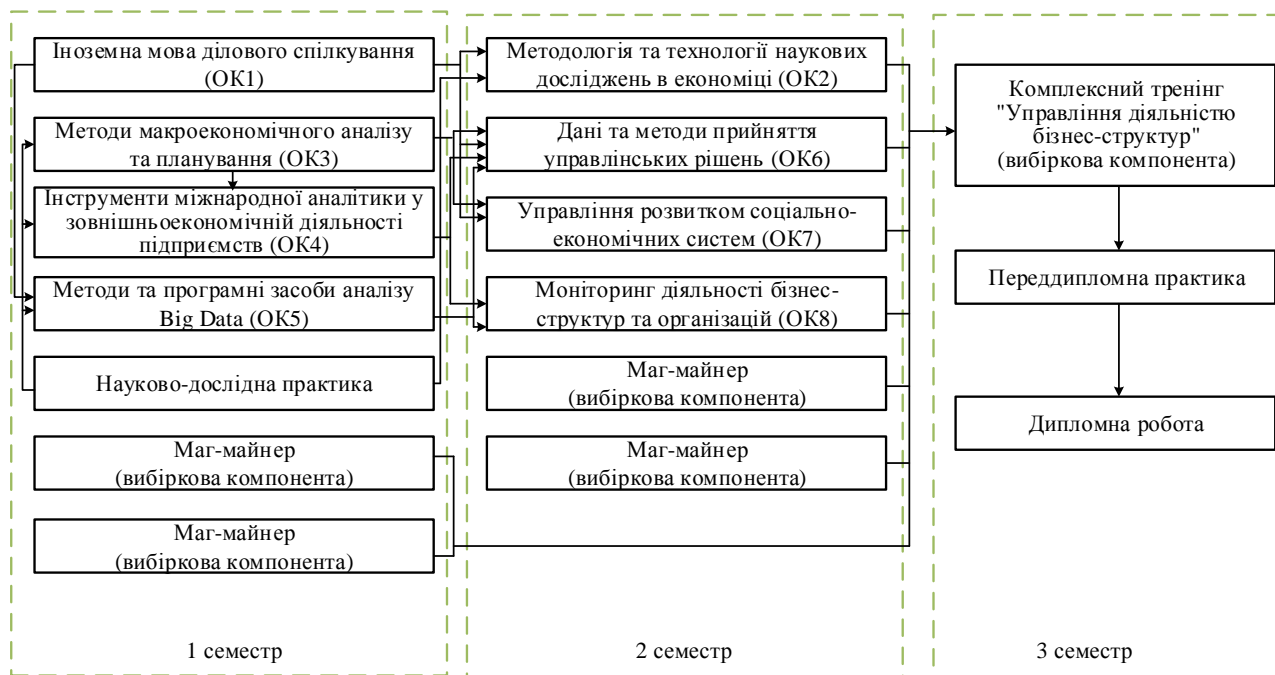 Іноземна мова ділового спілкування
(ОК1)
Методи макроекономічного аналізу
та планування (ОК3)
Інструменти міжнародної аналітики у
зовнішньоекономічній діяльності
підприємств (ОК4)
Методи та програмні засоби аналізу
Big Data (ОК5)
Науково-дослідна практика
Маг-майнер
(вибіркова компонента)
Маг-майнер
(вибіркова компонента)
1 семестр
Методологія та технології наукових
досліджень в економіці (ОК2)
Дані та методи прийняття
управлінських рішень (ОК6)
Управління розвитком соціально-
економічних систем (ОК7)
Моніторинг діяльності бізнес-
структур та організацій (ОК8)
Маг-майнер
(вибіркова компонента)
Маг-майнер
(вибіркова компонента)
2 семестр
Комплексний тренінг
"Управління діяльністю
бізнес-структур"
(вибіркова компонента)
Переддипломна практика
Дипломна робота
3 семестр